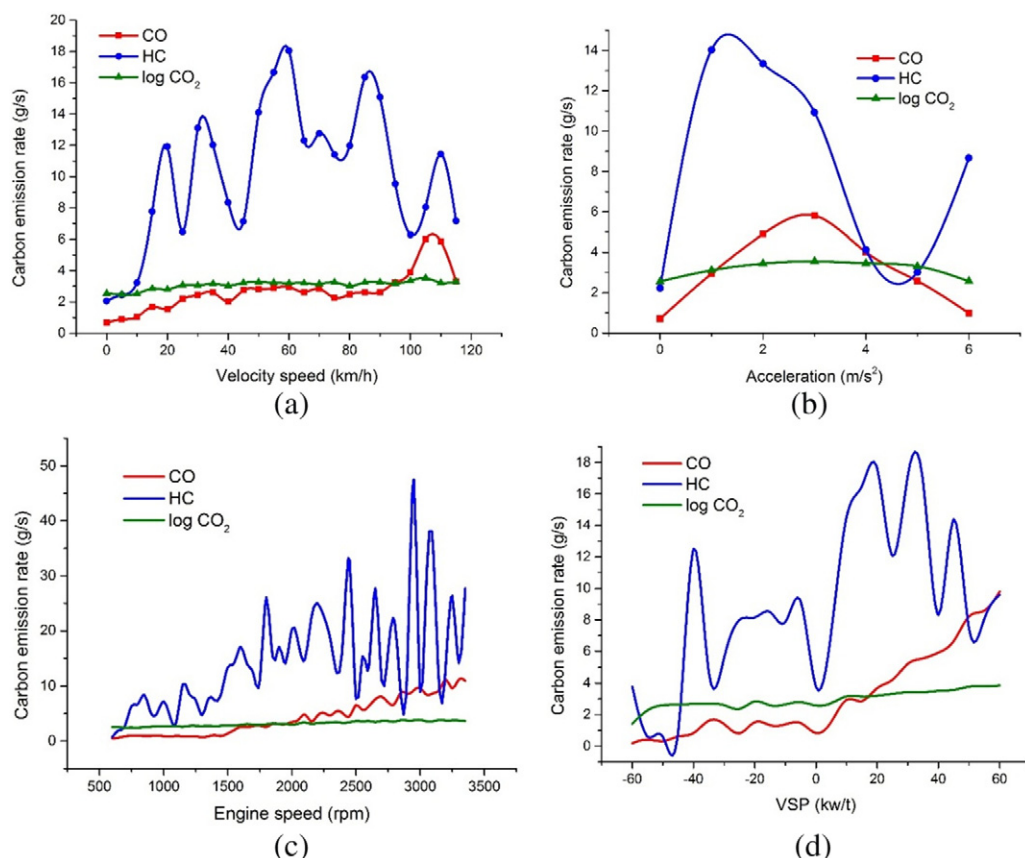 20
18
16
14
12
10
8
6
4
2
0
Carbon emission rate (g/s)
CO
HC
log CO₂
0 20 40 60 80 100 120
Velocity speed (km/h)
(a)
14
12
10
8
6
4
2
0
Carbon emission rate (g/s)
CO
HC
log CO₂
0 2 4 6
Acceleration (m/s²)
(b)
50
40
30
20
10
0
Carbon emission rate (g/s)
CO
HC
log CO₂
500 1000 1500 2000 2500 3000 3500
Engine speed (rpm)
(c)
18
16
14
12
10
8
6
4
2
0
Carbon emission rate (g/s)
CO
HC
log CO₂
-60 -40 -20 0 20 40 60
VSP (kw/t)
(d)